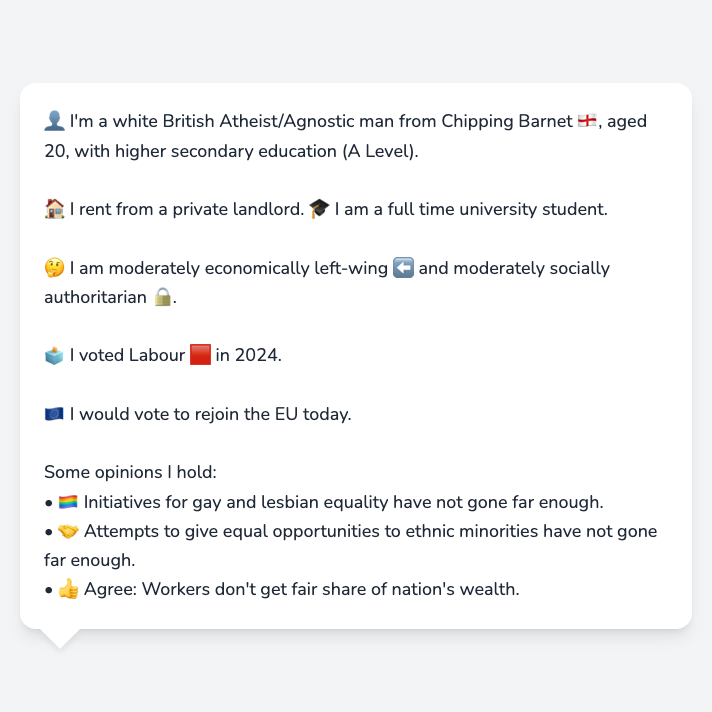 👤 I'm a white British Atheist/Agnostic man from Chipping Barnet 🏴󠁧󠁢󠁥󠁮󠁧󠁿, aged
20, with higher secondary education (A Level).
🏠 I rent from a private landlord. 🎓 I am a full time university student.
🤔 I am moderately economically left-wing ⬅️ and moderately socially
authoritarian 🔒.
🗳️ I voted Labour 🟥 in 2024.
🇪🇺 I would vote to rejoin the EU today.
Some opinions I hold:
• 🏳️‍🌈 Initiatives for gay and lesbian equality have not gone far enough.
• 🤝 Attempts to give equal opportunities to ethnic minorities have not gone
far enough.
• 👍 Agree: Workers don't get fair share of nation's wealth.